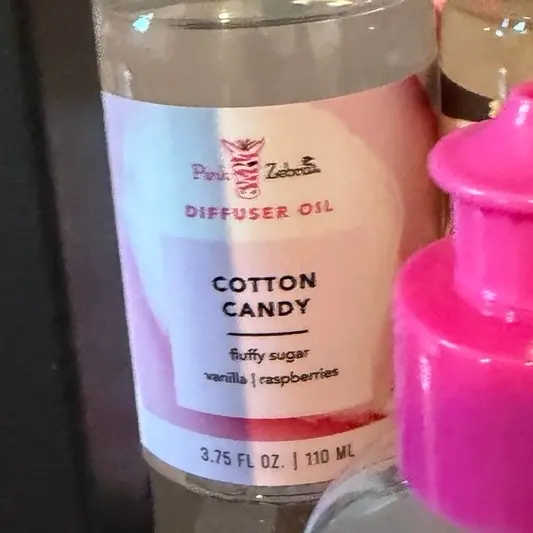 Pink Zebra
DIFFUSER OIL
COTTON
CANDY
fluffy sugar
vanilla | raspberries
3.75 FL OZ. | 110 ML